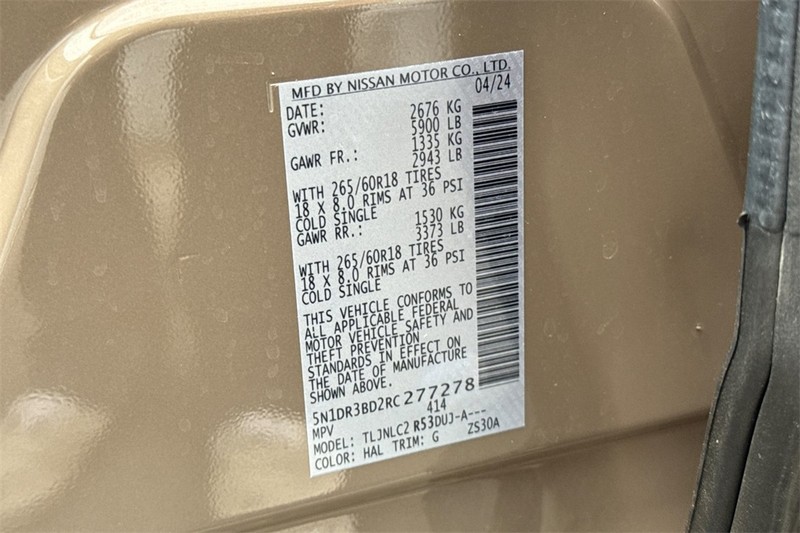 MFD BY NISSAN MOTOR CO., LTD.
DATE: 04/24
GVWR: 2676 KG
5900 LB
GAWR FR.: 1335 KG
2943 LB
WITH 265/60R18 TIRES
18 X 8.0 RIMS AT 36 PSI
COLD SINGLE
GAWR RR.: 1530 KG
3373 LB
WITH 265/60R18 TIRES
18 X 8.0 RIMS AT 36 PSI
COLD SINGLE
THIS VEHICLE CONFORMS TO
ALL APPLICABLE FEDERAL
MOTOR VEHICLE SAFETY AND
THEFT PREVENTION
STANDARDS IN EFFECT ON
THE DATE OF MANUFACTURE
SHOWN ABOVE.
5N1DR3BD2RC277278
MPV 414
MODEL: TLJNLC2 R53DUJ-A---
COLOR: HAL TRIM: G ZS30A